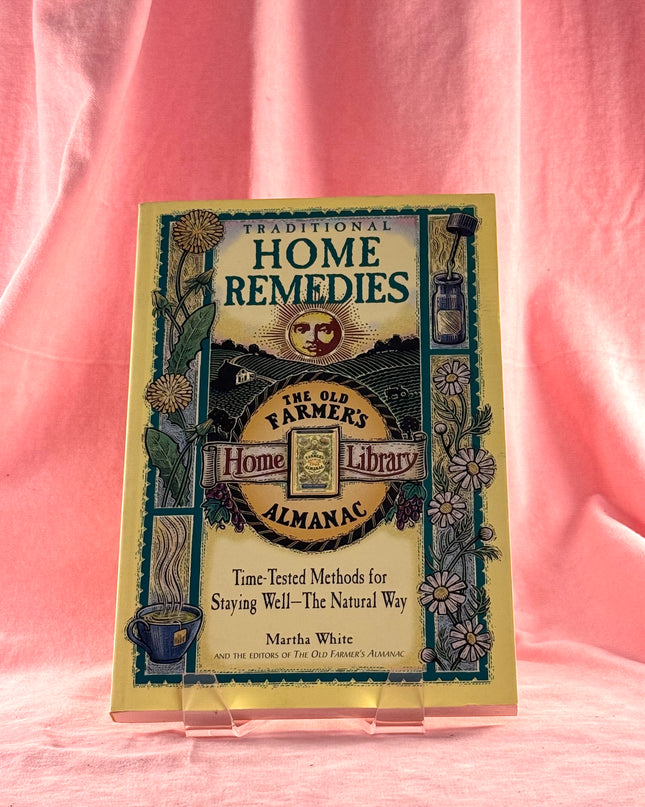 TRADITIONAL
HOME
REMEDIES
THE OLD
FARMER'S
Home Library
ALMANAC
Time-Tested Methods for
Staying Well—The Natural Way
Martha White
AND THE EDITORS OF THE OLD FARMER'S ALMANAC